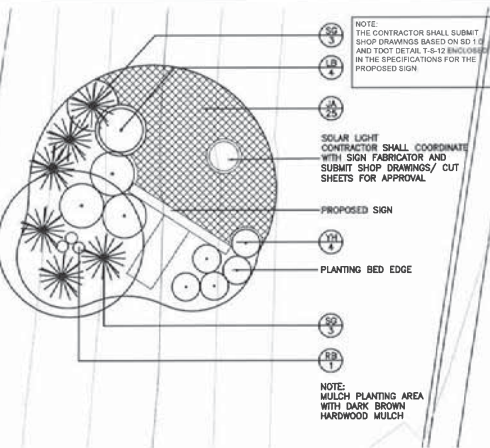 SG
3
NOTE:
THE CONTRACTOR SHALL SUBMIT
SHOP DRAWINGS BASED ON SD 1.0
AND TDOT DETAIL T-S-12 ENCLOSED
IN THE SPECIFICATIONS FOR THE
PROPOSED SIGN
LB
4
JA
25
SOLAR LIGHT
CONTRACTOR SHALL COORDINATE
WITH SIGN FABRICATOR AND
SUBMIT SHOP DRAWINGS/ CUT
SHEETS FOR APPROVAL
PROPOSED SIGN
YH
4
PLANTING BED EDGE
SG
3
RB
1
NOTE:
MULCH PLANTING AREA
WITH DARK BROWN
HARDWOOD MULCH